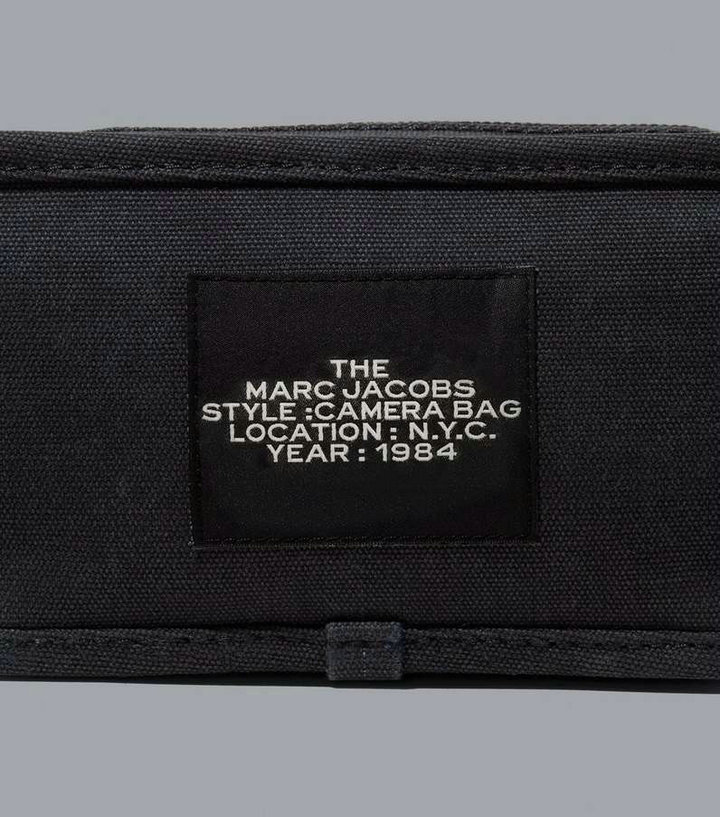 THE
MARC JACOBS
STYLE :CAMERA BAG
LOCATION : N.Y.C.
YEAR : 1984